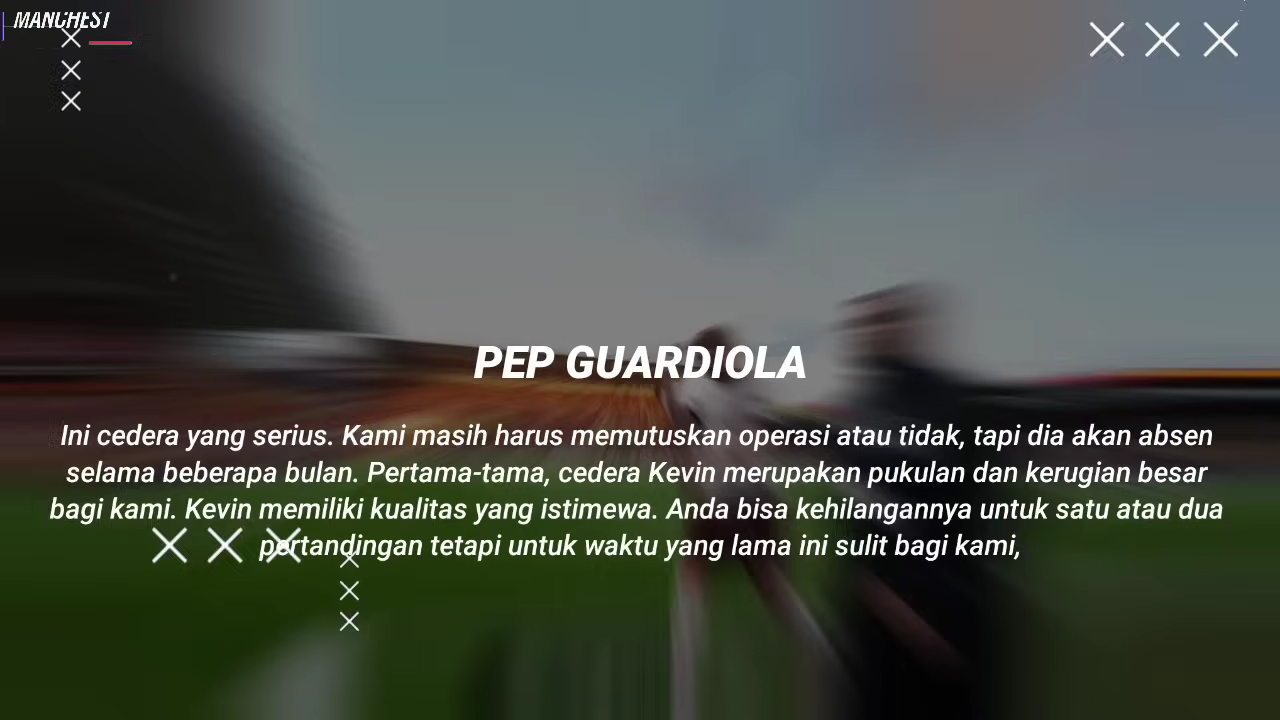 MANCHEST
PEP GUARDIOLA
Ini cedera yang serius. Kami masih harus memutuskan operasi atau tidak, tapi dia akan absen
selama beberapa bulan. Pertama-tama, cedera Kevin merupakan pukulan dan kerugian besar
bagi kami. Kevin memiliki kualitas yang istimewa. Anda bisa kehilangannya untuk satu atau dua
pertandingan tetapi untuk waktu yang lama ini sulit bagi kami,